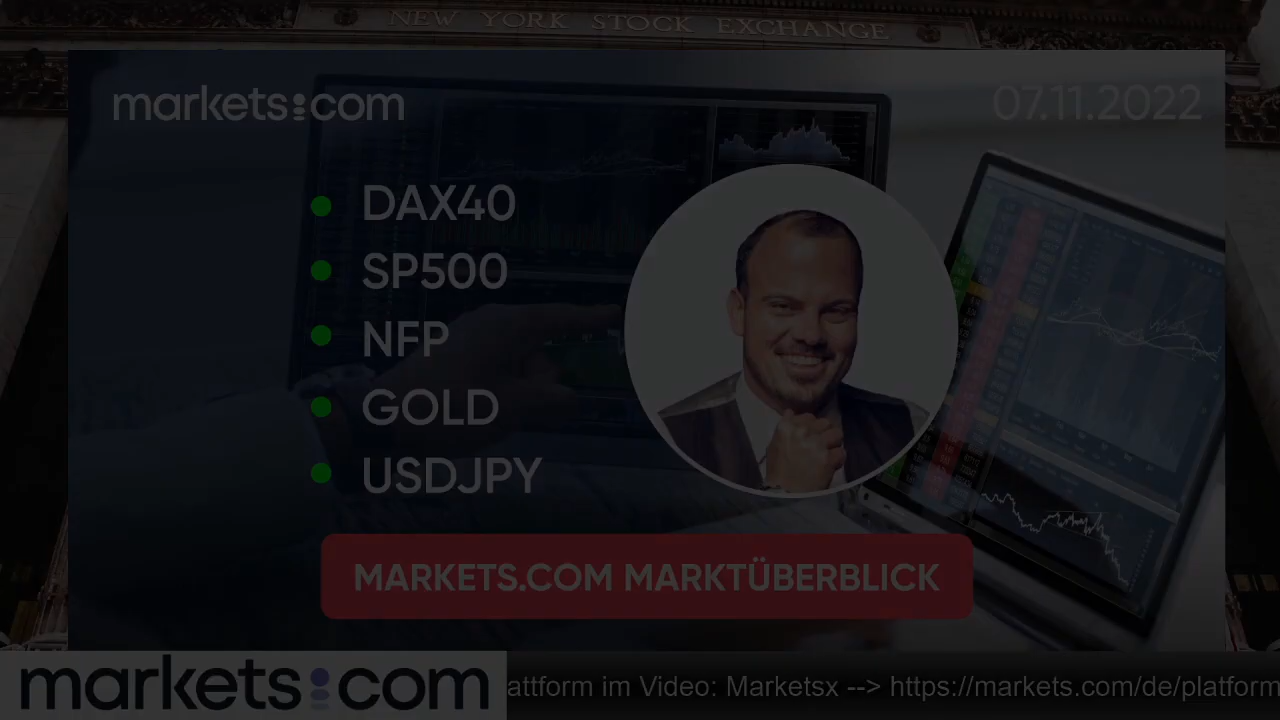 NEW YORK STOCK EXCHANGE
markets:com
07.11.2022
DAX40
SP500
NFP
GOLD
USDJPY
MARKETS.COM MARKTÜBERBLICK
markets:com
attform im Video: Marketsx --> https://markets.com/de/platform